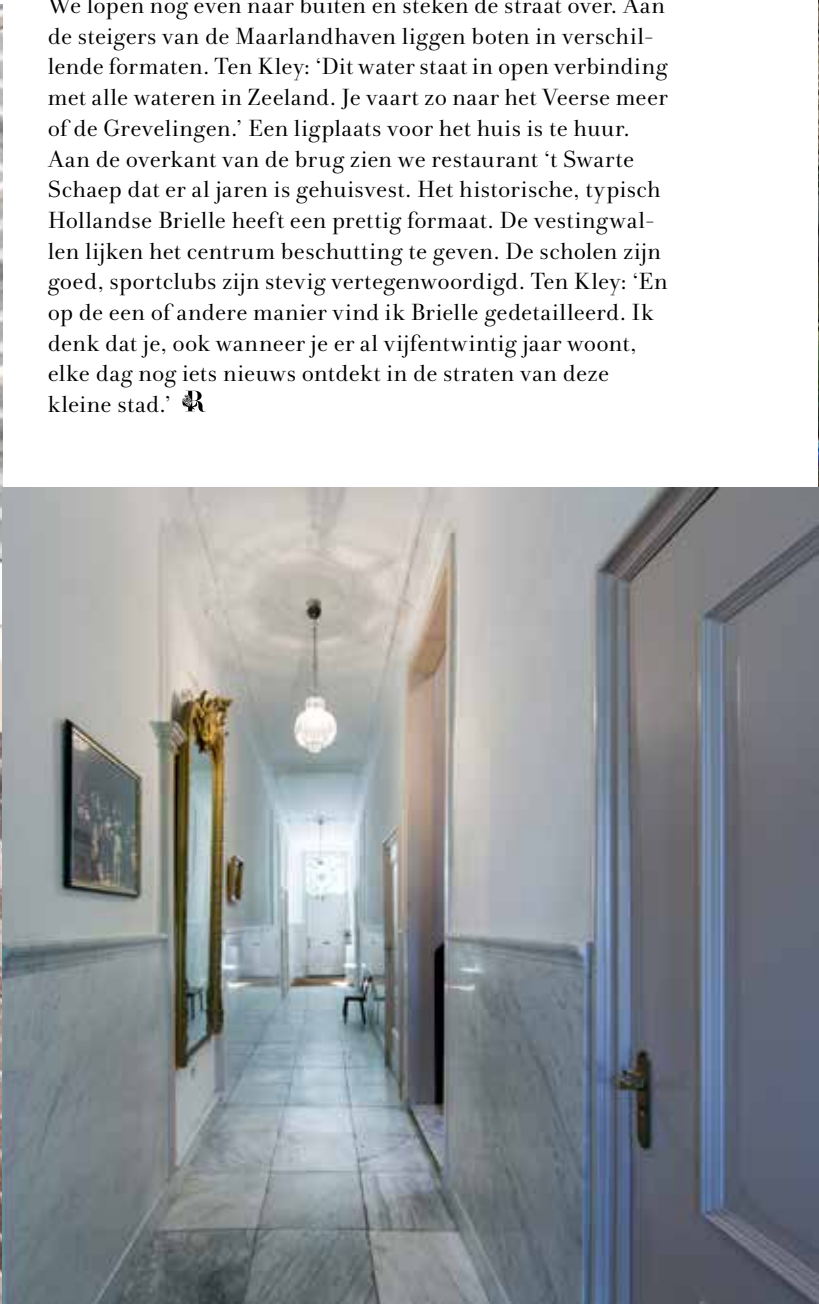 We lopen nog even naar buiten en steken de straat over. Aan
de steigers van de Maarlandhaven liggen boten in verschil-
lende formaten. Ten Kley: ‘Dit water staat in open verbinding
met alle wateren in Zeeland. Je vaart zo naar het Veerse meer
of de Grevelingen.’ Een ligplaats voor het huis is te huur.
Aan de overkant van de brug zien we restaurant ‘t Swarte
Schaep dat er al jaren is gehuisvest. Het historische, typisch
Hollandse Brielle heeft een prettig formaat. De vestingwal-
len lijken het centrum beschutting te geven. De scholen zijn
goed, sportclubs zijn stevig vertegenwoordigd. Ten Kley: ‘En
op de een of andere manier vind ik Brielle gedetailleerd. Ik
denk dat je, ook wanneer je er al vijfentwintig jaar woont,
elke dag nog iets nieuws ontdekt in de straten van deze
kleine stad.’